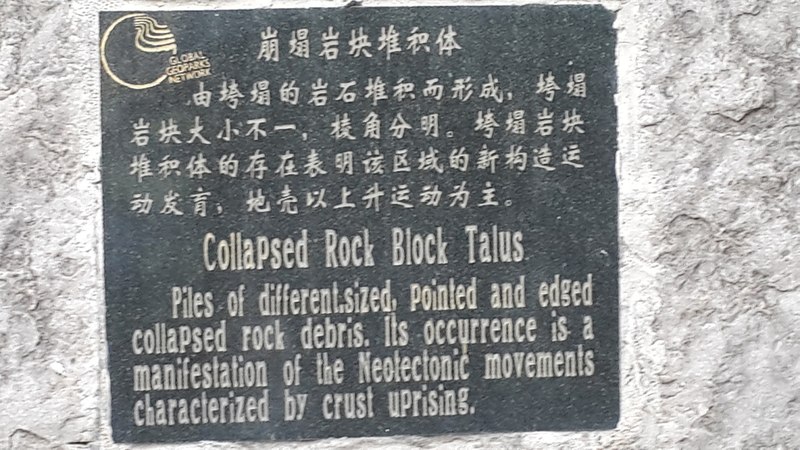 GLOBAL
GEOPARKS
NETWORK
崩塌岩块堆积体
由垮塌的岩石堆积而形成，垮塌
岩块大小不一，棱角分明。垮塌岩块
堆积体的存在表明该区域的新构造运
动发育，地壳以上升运动为主。
Collapsed Rock Block Talus
Piles of different-sized, pointed and edged
collapsed rock debris. Its occurrence is a
manifestation of the Neotectonic movements
characterized by crust uprising.